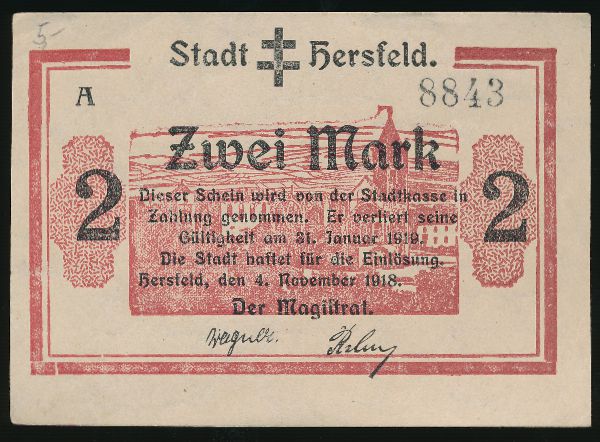 5-
Stadt Hersfeld.
A 8843
Zwei Mark
2 2
Dieser Schein wird von der Stadtkasse in
Zahlung genommen. Er verliert seine
Gültigkeit am 31. Januar 1919.
Die Stadt haftet für die Einlösung.
Hersfeld, den 4. November 1918.
Der Magistrat.
Wagner.